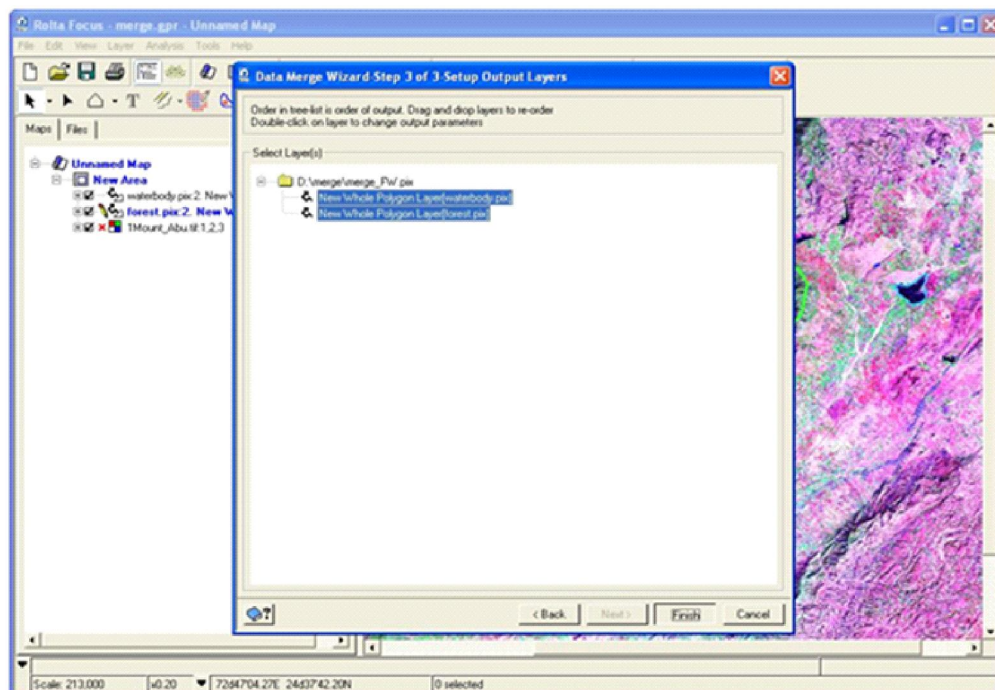 Rolta Focus - merge.gpr - Unnamed Map
File Edit View Layer Analysis Tools Help
Data Merge Wizard-Step 3 of 3-Setup Output Layers
Order in tree-list is order of output. Drag and drop layers to re-order
Double-click on layer to change output parameters
Maps Files
Select Layer(s)
Unnamed Map
New Area
waterbody.pix:2. New
forest.pix:2. New W
1Mount_Abu.tif:1,2,3
D:\merge\merge_FW.pix
New Whole Polygon Layer[waterbody.pix]
New Whole Polygon Layer[forest.pix]
< Back Next > Finish Cancel
Scale: 213,000 x0.20 72d47'04.27E 24d37'42.20N 0 selected